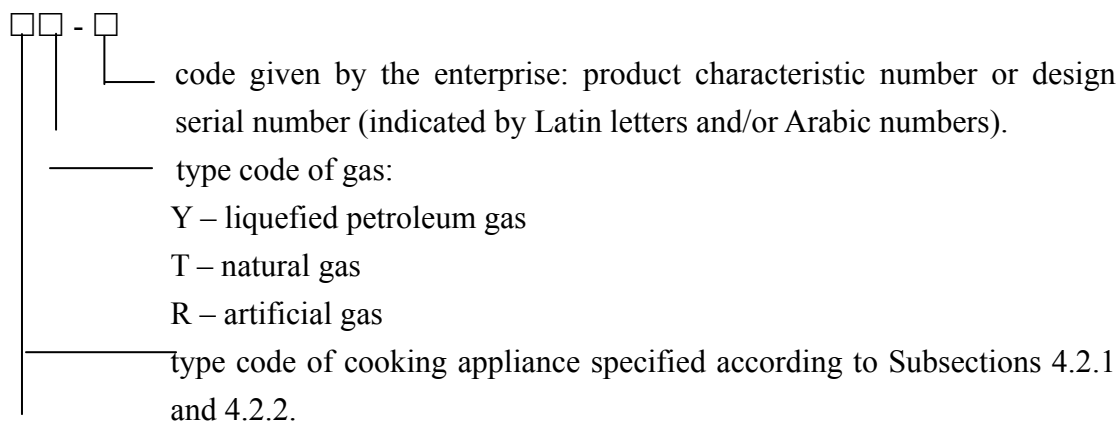 □□ - □
code given by the enterprise: product characteristic number or design
serial number (indicated by Latin letters and/or Arabic numbers).
type code of gas:
Y – liquefied petroleum gas
T – natural gas
R – artificial gas
type code of cooking appliance specified according to Subsections 4.2.1
and 4.2.2.